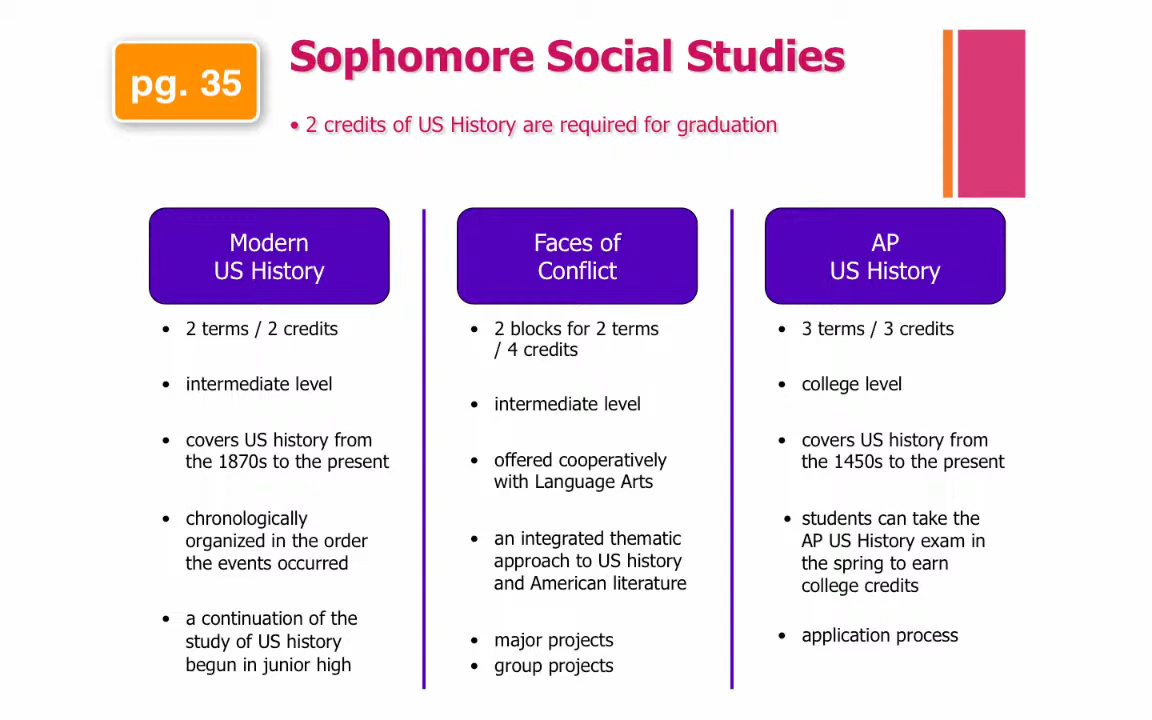 pg. 35
Sophomore Social Studies
• 2 credits of US History are required for graduation
Modern
US History
• 2 terms / 2 credits
• intermediate level
• covers US history from
the 1870s to the present
• chronologically
organized in the order
the events occurred
• a continuation of the
study of US history
begun in junior high
Faces of
Conflict
• 2 blocks for 2 terms
/ 4 credits
• intermediate level
• offered cooperatively
with Language Arts
• an integrated thematic
approach to US history
and American literature
• major projects
• group projects
AP
US History
• 3 terms / 3 credits
• college level
• covers US history from
the 1450s to the present
• students can take the
AP US History exam in
the spring to earn
college credits
• application process